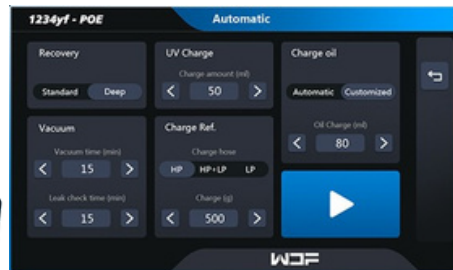 1234yf - POE
Automatic
Recovery
Standard Deep
Vacuum
Vacuum time (min)
15
Leak check time (min)
15
UV Charge
Charge amount (ml)
50
Charge Ref.
Charge hose
HP HP+LP LP
Charge (g)
500
Charge oil
Automatic Customized
Oil Charge (ml)
80